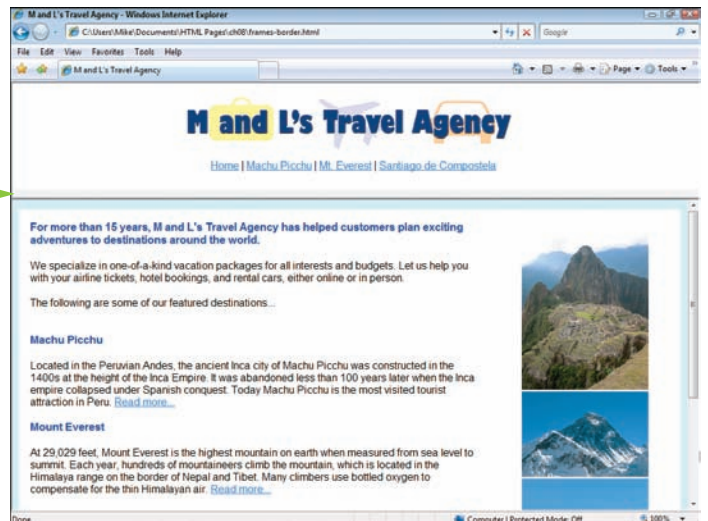 M and L's Travel Agency - Windows Internet Explorer
C:\Users\Mike\Documents\HTML Pages\ch08\frames-border.html
Google
File Edit View Favorites Tools Help
M and L's Travel Agency
Page Tools
M and L's Travel Agency
Home | Machu Picchu | Mt. Everest | Santiago de Compostela
For more than 15 years, M and L's Travel Agency has helped customers plan exciting
adventures to destinations around the world.
We specialize in one-of-a-kind vacation packages for all interests and budgets. Let us help you
with your airline tickets, hotel bookings, and rental cars, either online or in person.
The following are some of our featured destinations...
Machu Picchu
Located in the Peruvian Andes, the ancient Inca city of Machu Picchu was constructed in the
1400s at the height of the Inca Empire. It was abandoned less than 100 years later when the Inca
empire collapsed under Spanish conquest. Today Machu Picchu is the most visited tourist
attraction in Peru. Read more...
Mount Everest
At 29,029 feet, Mount Everest is the highest mountain on earth when measured from sea level to
summit. Each year, hundreds of mountaineers climb the mountain, which is located in the
Himalaya range on the border of Nepal and Tibet. Many climbers use bottled oxygen to
compensate for the thin Himalayan air. Read more...
Done Computer | Protected Mode: Off 100%